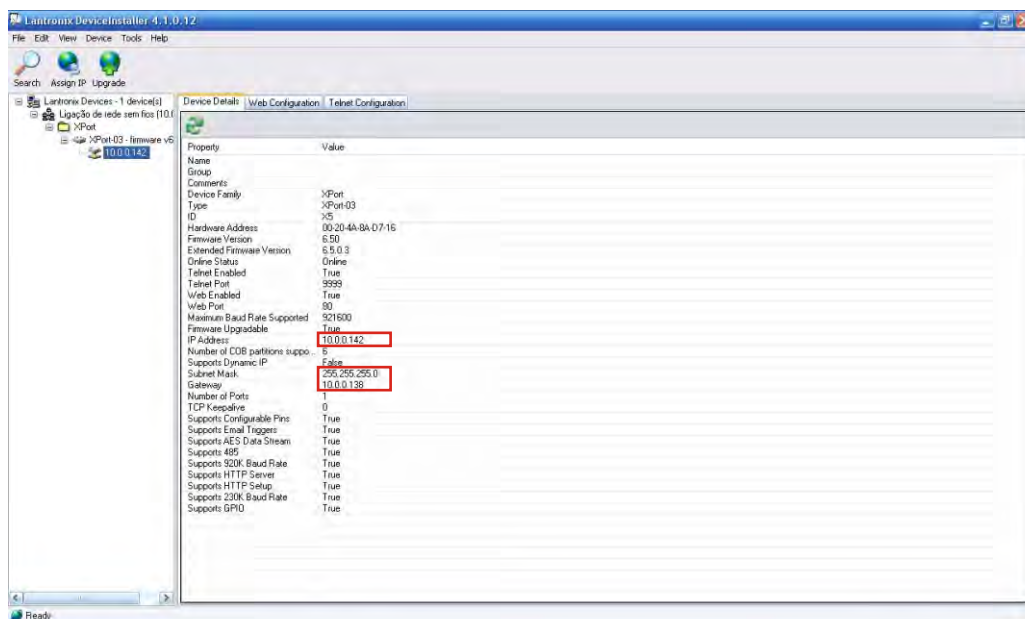 Lantronix DeviceInstaller 4.1.0.12
File Edit View Device Tools Help
Search Assign IP Upgrade
Lantronix Devices - 1 device(s)
Ligação de rede sem fios (10.0
XPort
XPort-03 - firmware v6
10.0.0.142
Device Details Web Configuration Telnet Configuration
Property Value
Name
Group
Comments
Device Family XPort
Type XPort-03
ID X5
Hardware Address 00-20-4A-8A-D7-16
Firmware Version 6.50
Extended Firmware Version 6.5.0.3
Online Status Online
Telnet Enabled True
Telnet Port 9999
Web Enabled True
Web Port 80
Maximum Baud Rate Supported 921600
Firmware Upgradable True
IP Address 10.0.0.142
Number of COB partitions suppo... 6
Supports Dynamic IP False
Subnet Mask 255.255.255.0
Gateway 10.0.0.138
Number of Ports 1
TCP Keepalive 0
Supports Configurable Pins True
Supports Email Triggers True
Supports AES Data Stream True
Supports 485 True
Supports 920K Baud Rate True
Supports HTTP Server True
Supports HTTP Setup True
Supports 230K Baud Rate True
Supports GPIO True
Ready